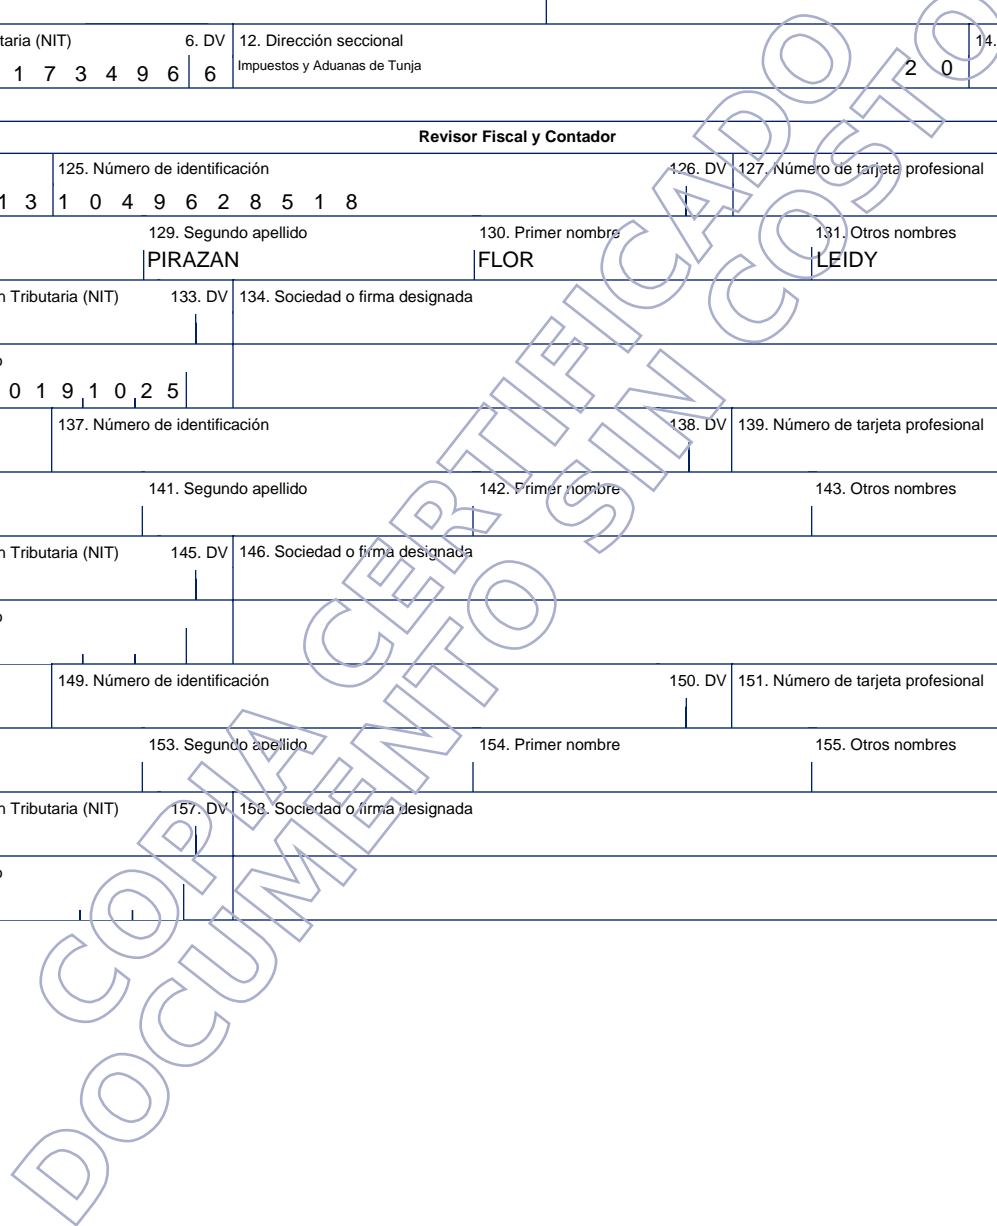 taria (NIT) 6. DV 12. Dirección seccional 14.
1 7 3 4 9 6 6 Impuestos y Aduanas de Tunja 2 0
Revisor Fiscal y Contador
125. Número de identificación 126. DV 127. Número de tarjeta profesional
1 3 1 0 4 9 6 2 8 5 1 8
129. Segundo apellido 130. Primer nombre 131. Otros nombres
PIRAZAN FLOR LEIDY
n Tributaria (NIT) 133. DV 134. Sociedad o firma designada
o
0 1 9 1 0 2 5
137. Número de identificación 138. DV 139. Número de tarjeta profesional
141. Segundo apellido 142. Primer nombre 143. Otros nombres
n Tributaria (NIT) 145. DV 146. Sociedad o firma designada
o
149. Número de identificación 150. DV 151. Número de tarjeta profesional
153. Segundo apellido 154. Primer nombre 155. Otros nombres
n Tributaria (NIT) 157. DV 158. Sociedad o firma designada
o
COPIA CERTIFICADO
DOCUMENTO SIN COSTO